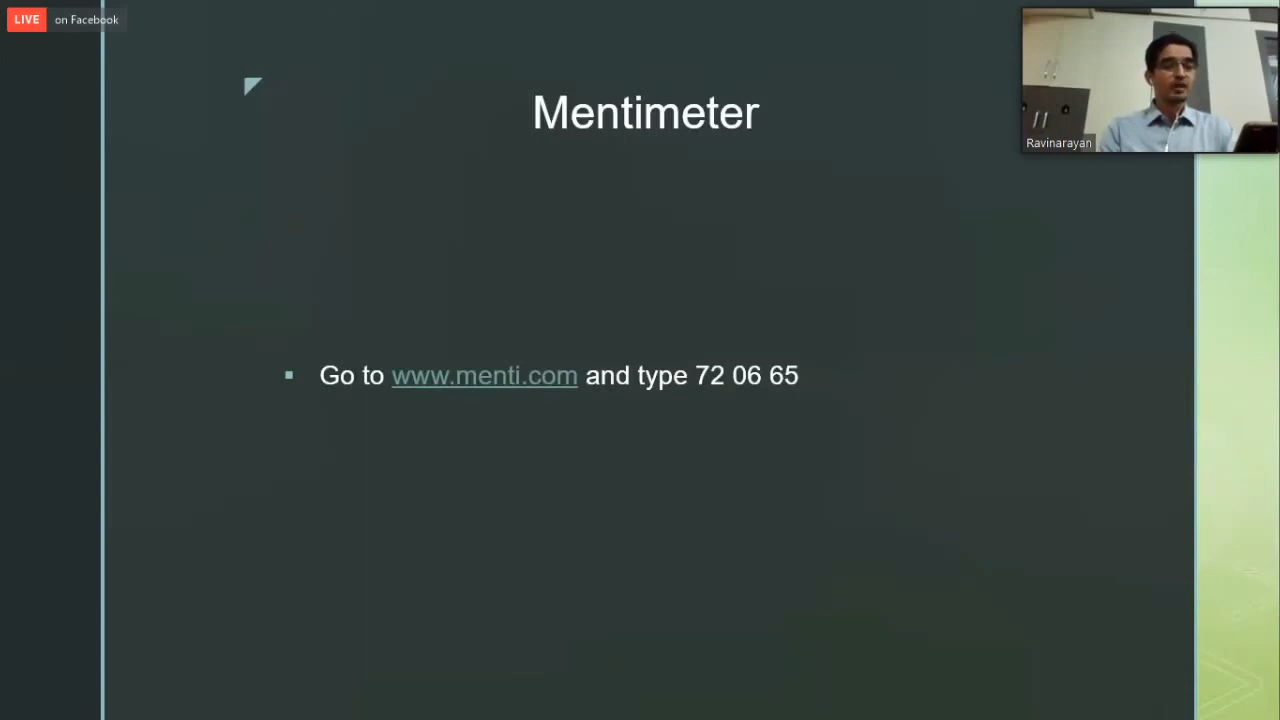 LIVE on Facebook
Mentimeter
Ravinarayan
▪ Go to www.menti.com and type 72 06 65